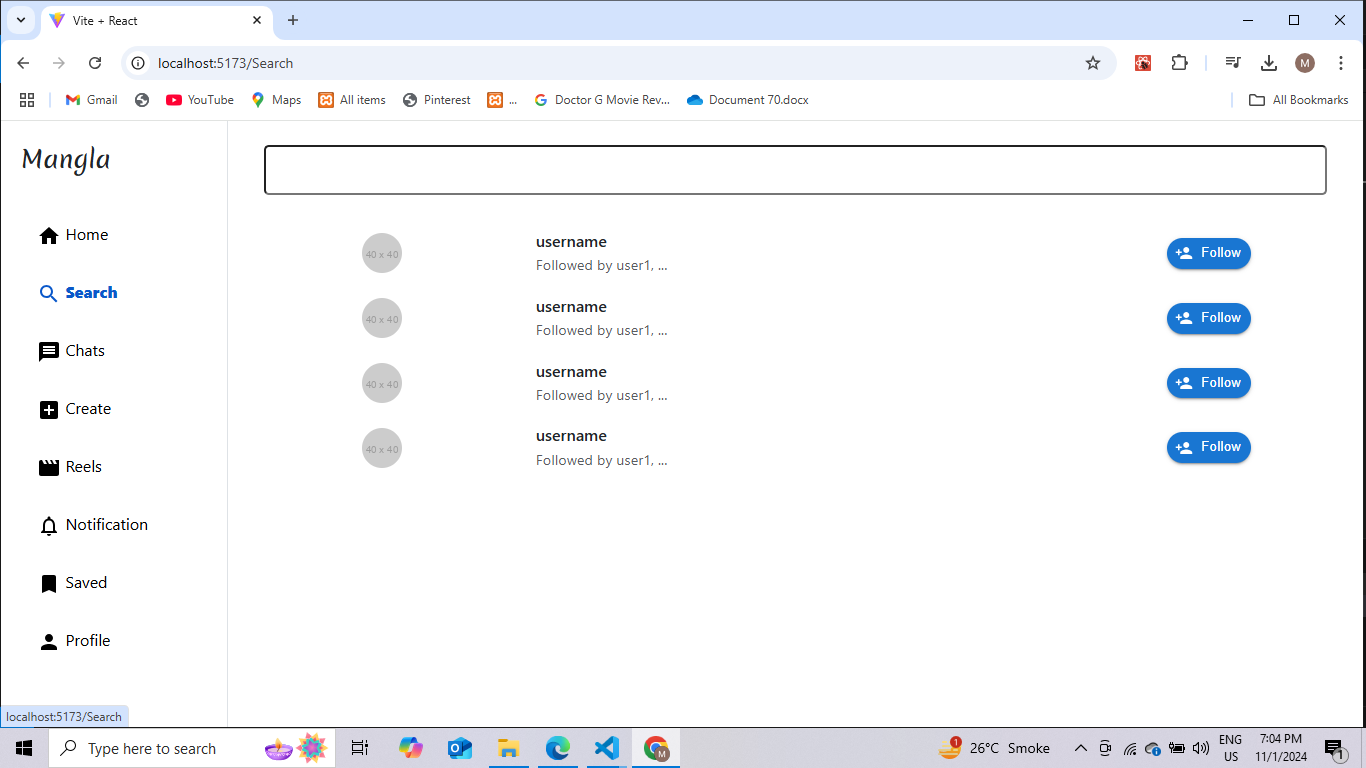 Vite + React
localhost:5173/Search
M
Gmail
YouTube
Maps
All items
Pinterest
...
Doctor G Movie Rev...
Document 70.docx
All Bookmarks
Mangla
Home
Search
Chats
Create
Reels
Notification
Saved
Profile
40 x 40
username
Followed by user1, ...
Follow
40 x 40
username
Followed by user1, ...
Follow
40 x 40
username
Followed by user1, ...
Follow
40 x 40
username
Followed by user1, ...
Follow
localhost:5173/Search
Type here to search
M
1
26°C Smoke
ENG
US
7:04 PM
11/1/2024
1